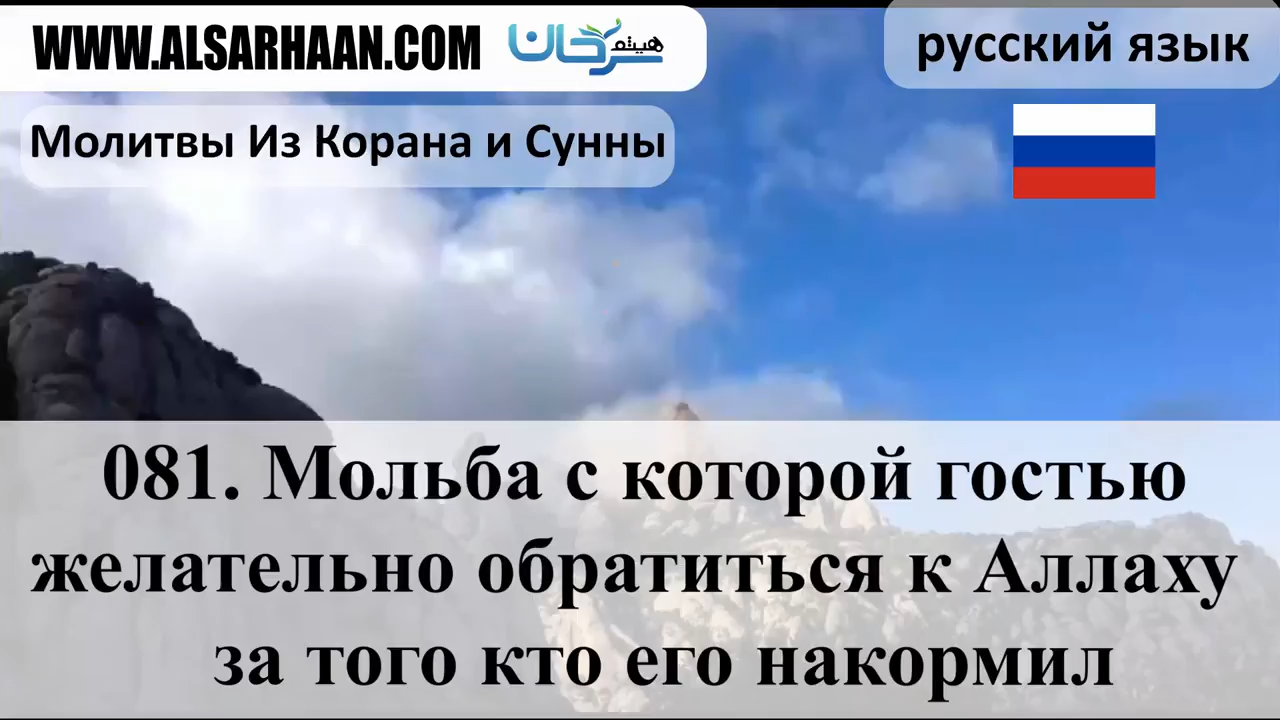 WWW.ALSARHAAN.COM هيثم سرحان
русский язык
Молитвы Из Корана и Сунны
081. Мольба с которой гостью
желательно обратиться к Аллаху
за того кто его накормил